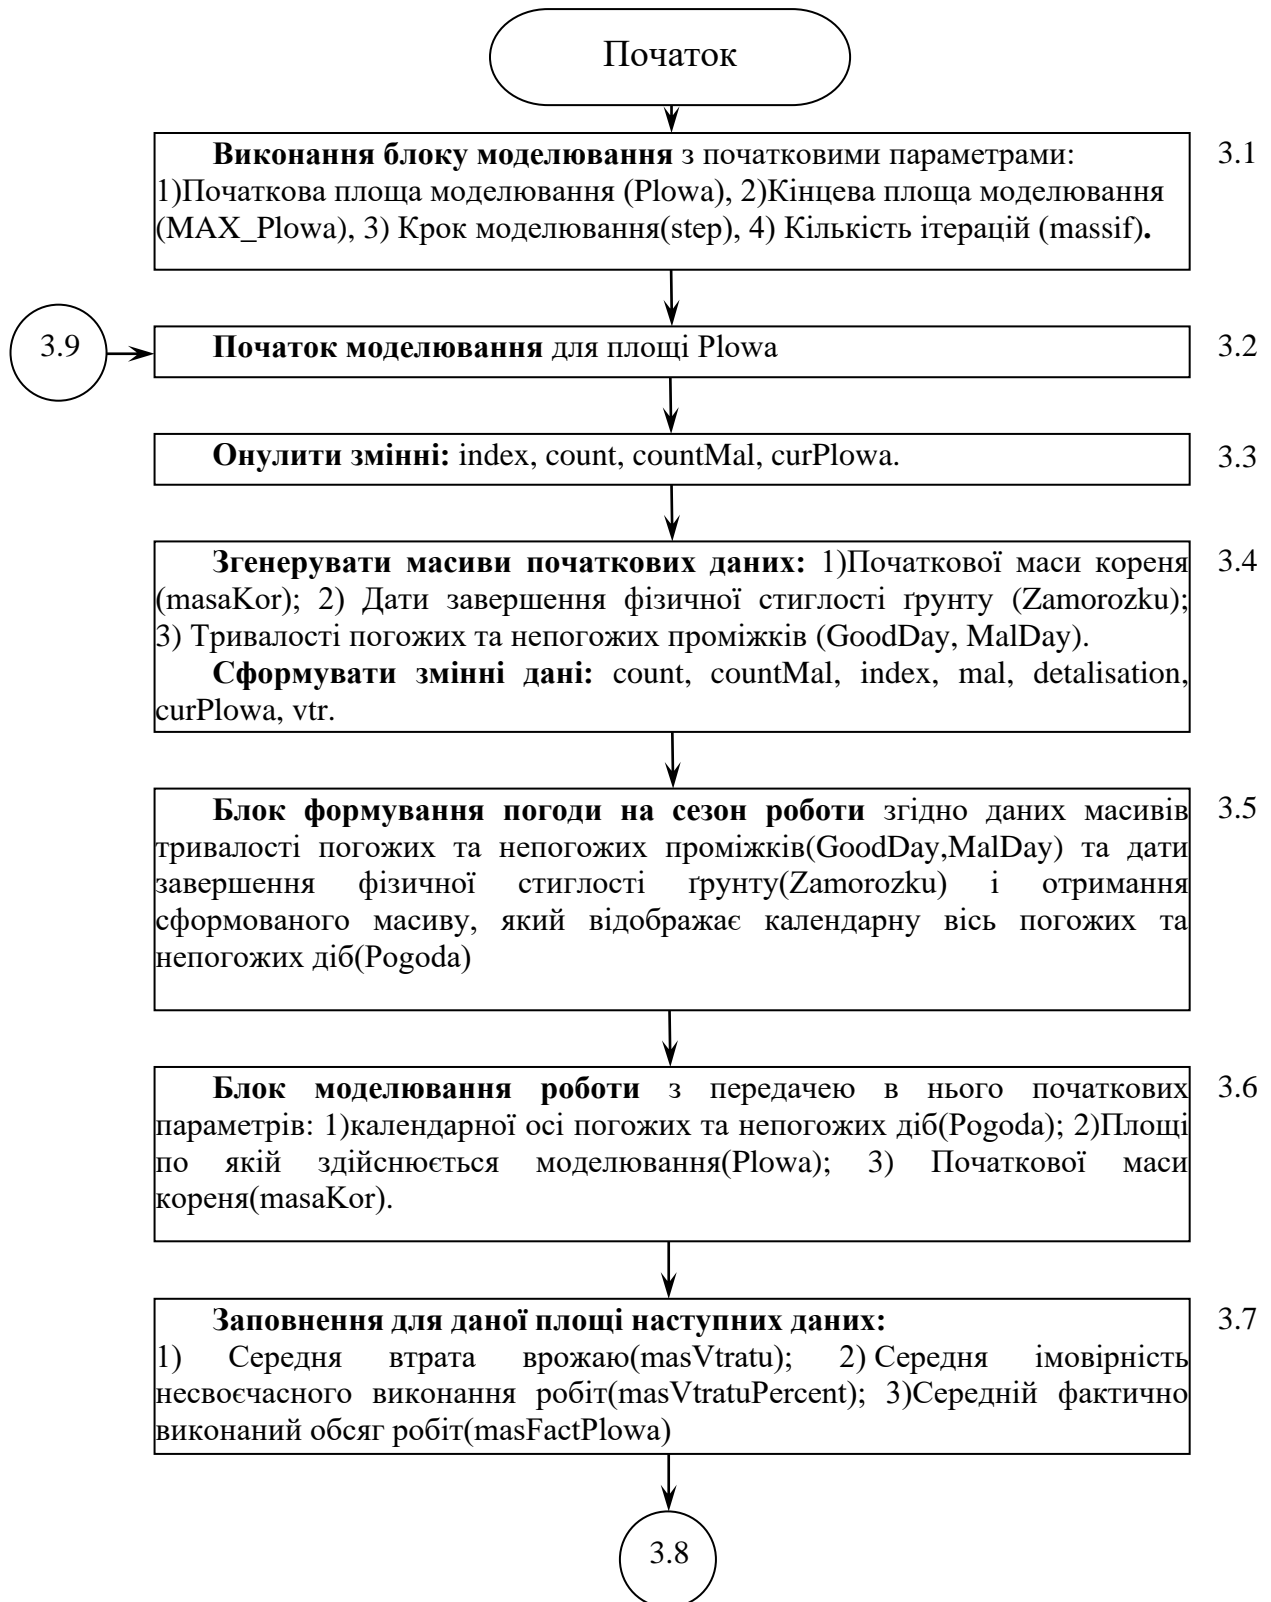 Початок
Виконання блоку моделювання з початковими параметрами:
3.1
1)Початкова площа моделювання (Plowa), 2)Кінцева площа моделювання
(MAX_Plowa), 3) Крок моделювання(step), 4) Кількість ітерацій (massif).
3.9
Початок моделювання для площі Plowa
3.2
Онулити змінні: index, count, countMal, curPlowa.
3.3
Згенерувати масиви початкових даних: 1)Початкової маси кореня
3.4
(masaKor); 2) Дати завершення фізичної стиглості ґрунту (Zamorozku);
3) Тривалості погожих та непогожих проміжків (GoodDay, MalDay).
Сформувати змінні дані: count, countMal, index, mal, detalisation,
curPlowa, vtr.
Блок формування погоди на сезон роботи згідно даних масивів
3.5
тривалості погожих та непогожих проміжків(GoodDay,MalDay) та дати
завершення фізичної стиглості ґрунту(Zamorozku) і отримання
сформованого масиву, який відображає календарну вісь погожих та
непогожих діб(Pogoda)
Блок моделювання роботи з передачею в нього початкових
3.6
параметрів: 1)календарної осі погожих та непогожих діб(Pogoda); 2)Площі
по якій здійснюється моделювання(Plowa); 3) Початкової маси
кореня(masaKor).
Заповнення для даної площі наступних даних:
3.7
1) Середня втрата врожаю(masVtratu); 2) Середня імовірність
несвоєчасного виконання робіт(masVtratuPercent); 3)Середній фактично
виконаний обсяг робіт(masFactPlowa)
3.8